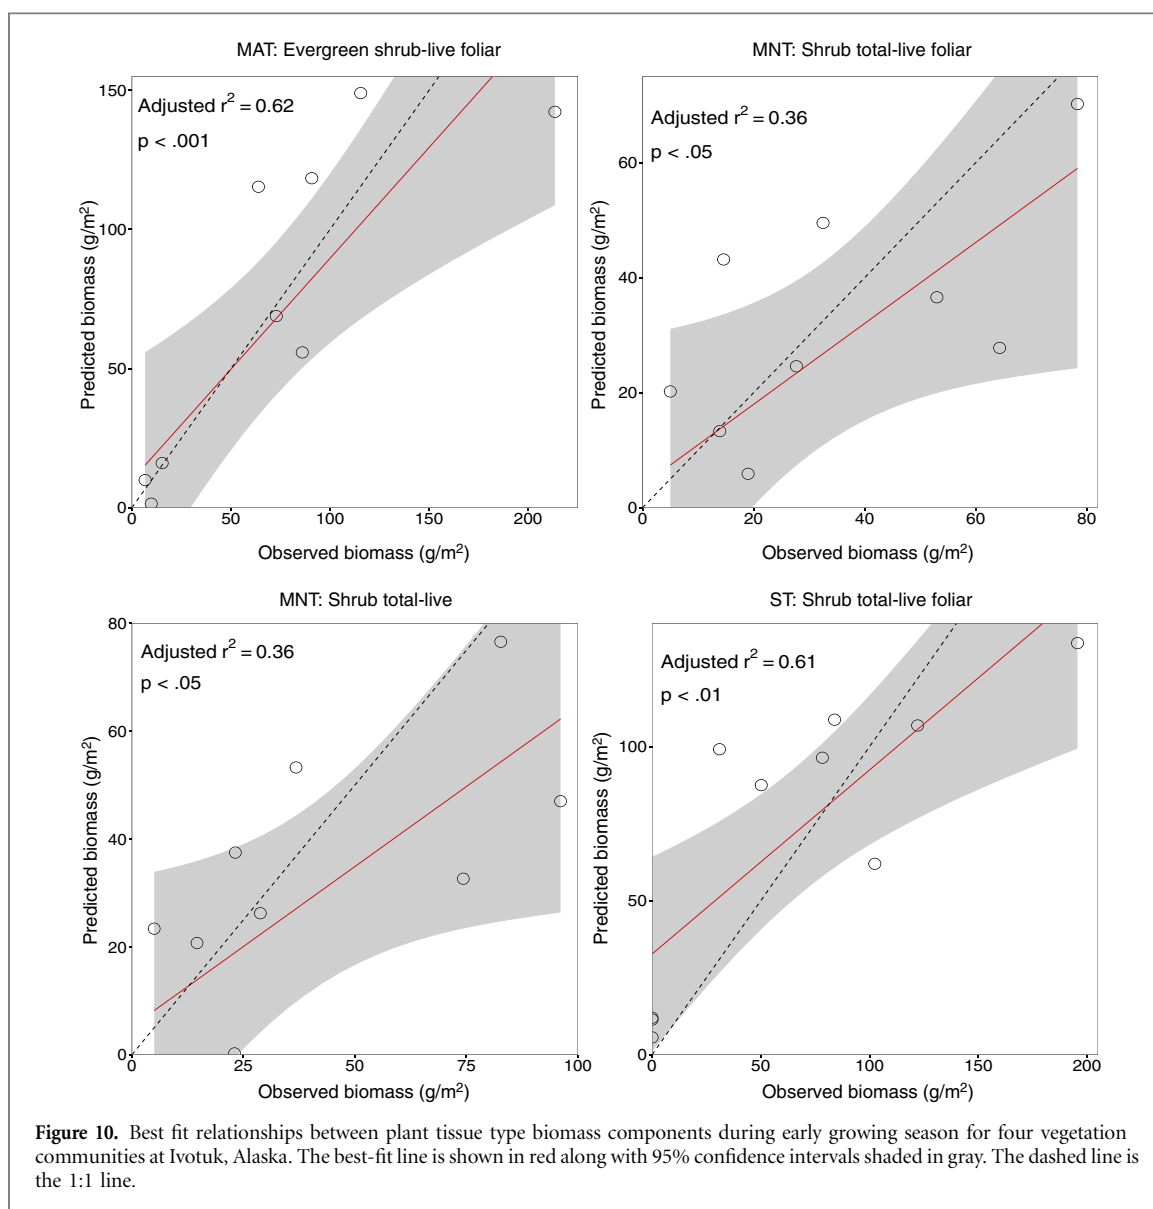 MAT: Evergreen shrub-live foliar
Adjusted r² = 0.62
p < .001
Predicted biomass (g/m²)
150
100
50
0
0 50 100 150 200
Observed biomass (g/m²)
MNT: Shrub total-live foliar
Adjusted r² = 0.36
p < .05
Predicted biomass (g/m²)
60
40
20
0
0 20 40 60 80
Observed biomass (g/m²)
MNT: Shrub total-live
Adjusted r² = 0.36
p < .05
Predicted biomass (g/m²)
80
60
40
20
0
0 25 50 75 100
Observed biomass (g/m²)
ST: Shrub total-live foliar
Adjusted r² = 0.61
p < .01
Predicted biomass (g/m²)
100
50
0
0 50 100 150 200
Observed biomass (g/m²)
Figure 10. Best fit relationships between plant tissue type biomass components during early growing season for four vegetation
communities at Ivotuk, Alaska. The best-fit line is shown in red along with 95% confidence intervals shaded in gray. The dashed line is
the 1:1 line.